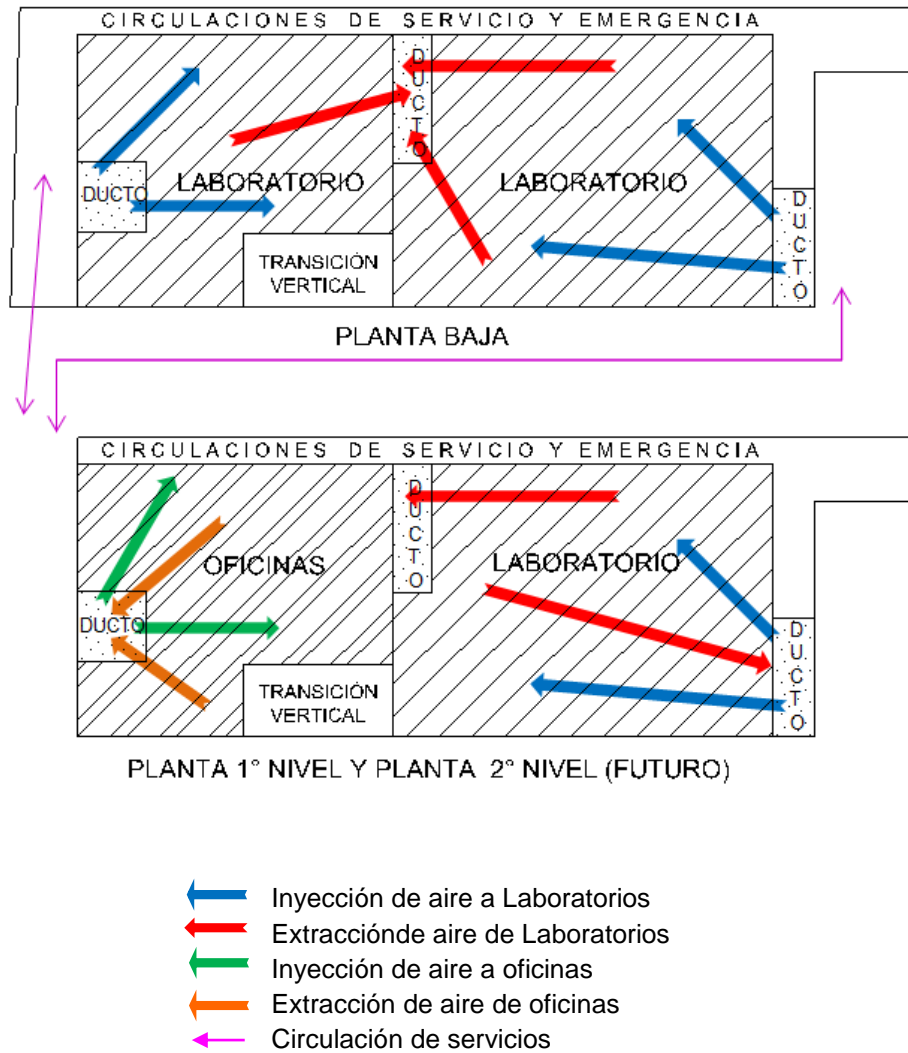 CIRCULACIONES DE SERVICIO Y EMERGENCIA
DUCTO
DUCTO
LABORATORIO
LABORATORIO
DUCTO
TRANSICIÓN
VERTICAL
PLANTA BAJA
CIRCULACIONES DE SERVICIO Y EMERGENCIA
DUCTO
OFICINAS
LABORATORIO
DUCTO
DUCTO
TRANSICIÓN
VERTICAL
PLANTA 1° NIVEL Y PLANTA 2° NIVEL (FUTURO)
Inyección de aire a Laboratorios
Extracciónde aire de Laboratorios
Inyección de aire a oficinas
Extracción de aire de oficinas
Circulación de servicios